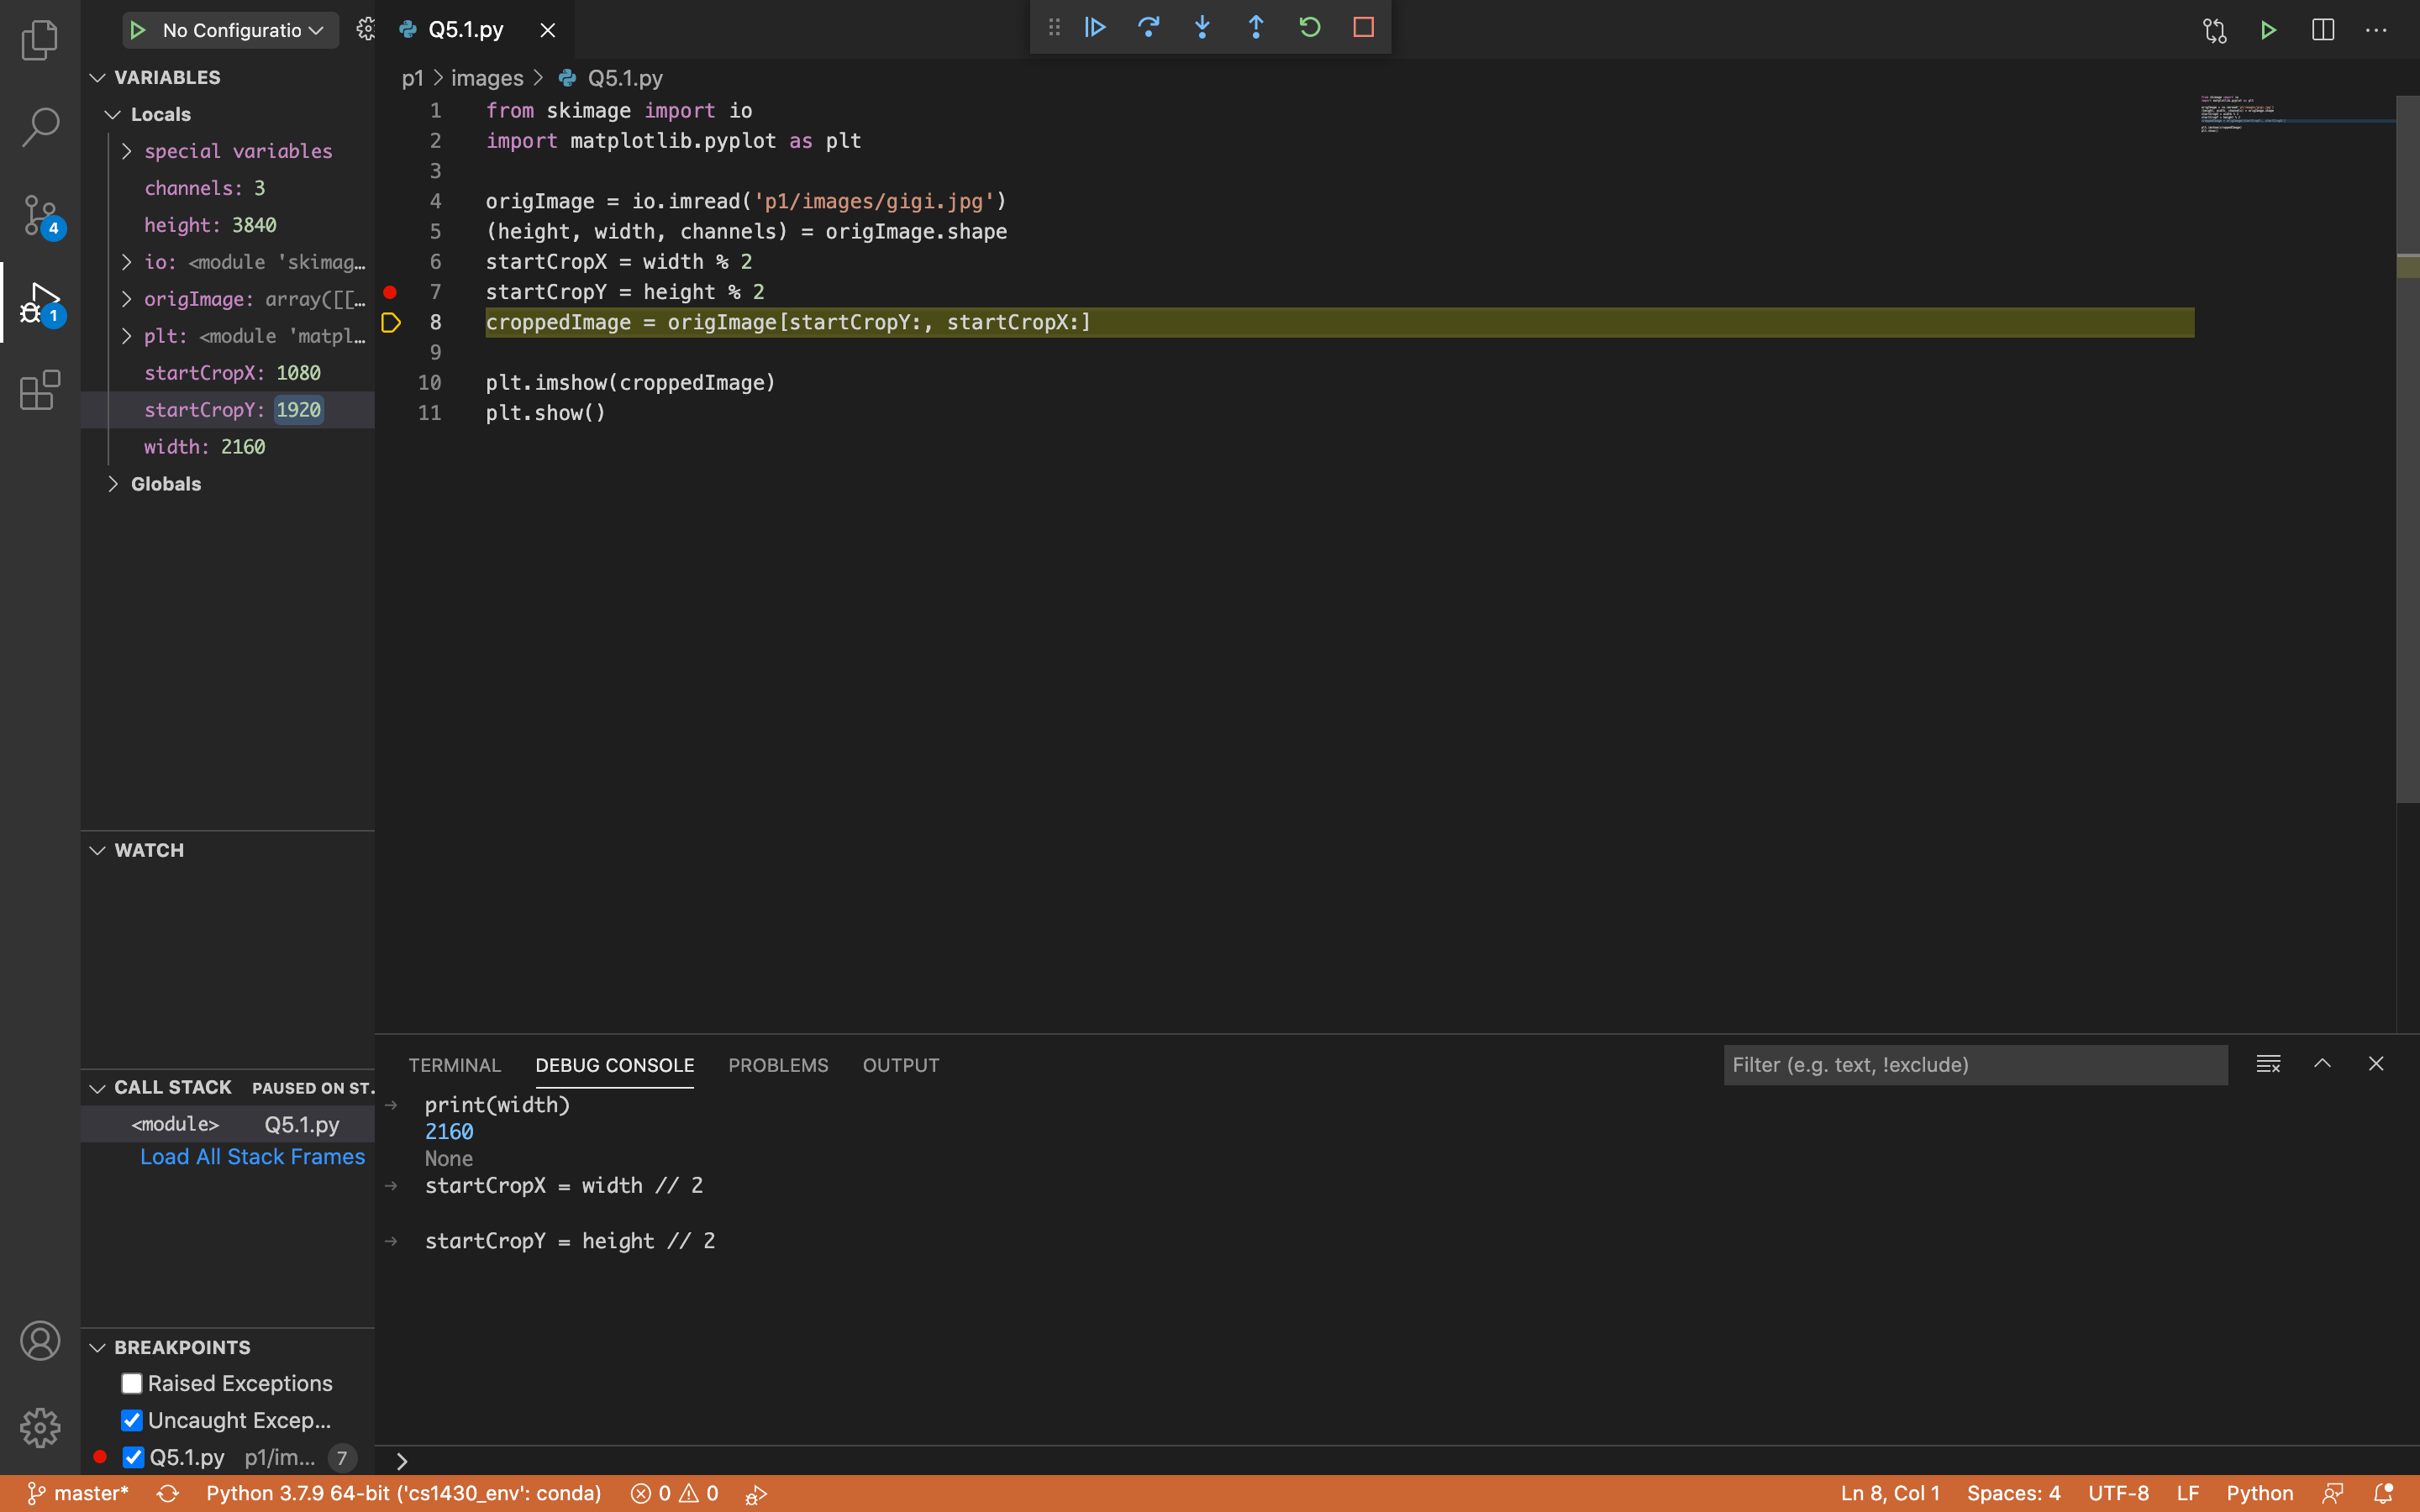 No Configuratio
Q5.1.py
VARIABLES
Locals
special variables
channels: 3
height: 3840
io: <module 'skimag…
origImage: array([[…
plt: <module 'matpl…
startCropX: 1080
startCropY: 1920
width: 2160
Globals
WATCH
CALL STACK PAUSED ON ST.
<module> Q5.1.py
Load All Stack Frames
BREAKPOINTS
Raised Exceptions
Uncaught Excep...
Q5.1.py p1/im... 7
4
1
p1 > images > Q5.1.py
1 from skimage import io
2 import matplotlib.pyplot as plt
3
4 origImage = io.imread('p1/images/gigi.jpg')
5 (height, width, channels) = origImage.shape
6 startCropX = width % 2
7 startCropY = height % 2
8 croppedImage = origImage[startCropY:, startCropX:]
9
10 plt.imshow(croppedImage)
11 plt.show()
TERMINAL DEBUG CONSOLE PROBLEMS OUTPUT Filter (e.g. text, !exclude)
→ print(width)
2160
None
→ startCropX = width // 2
→ startCropY = height // 2
>
master* Python 3.7.9 64-bit ('cs1430_env': conda) 0 0 Ln 8, Col 1 Spaces: 4 UTF-8 LF Python